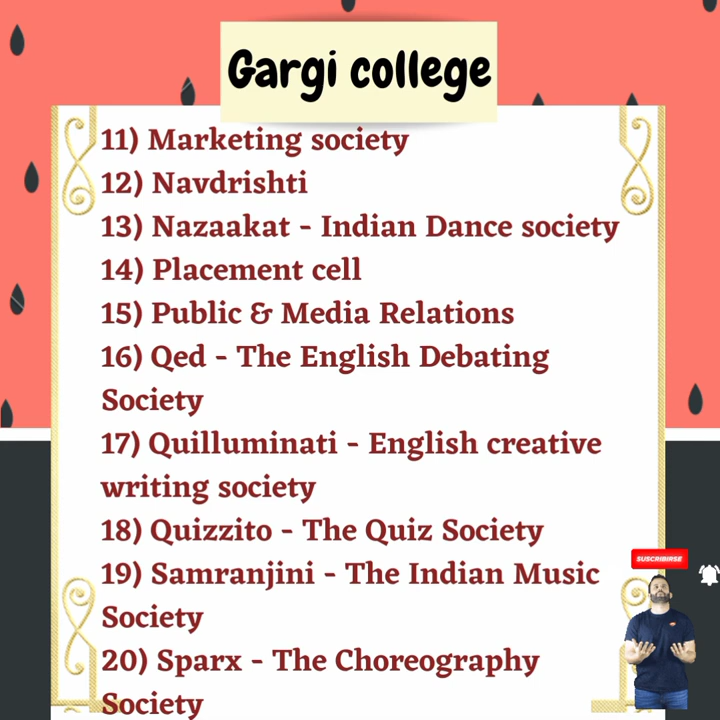 Gargi college
11) Marketing society
12) Navdrishti
13) Nazaakat - Indian Dance society
14) Placement cell
15) Public & Media Relations
16) Qed - The English Debating
Society
17) Quilluminati - English creative
writing society
18) Quizzito - The Quiz Society
19) Samranjini - The Indian Music
Society
20) Sparx - The Choreography
Society
SUSCRIBIRSE